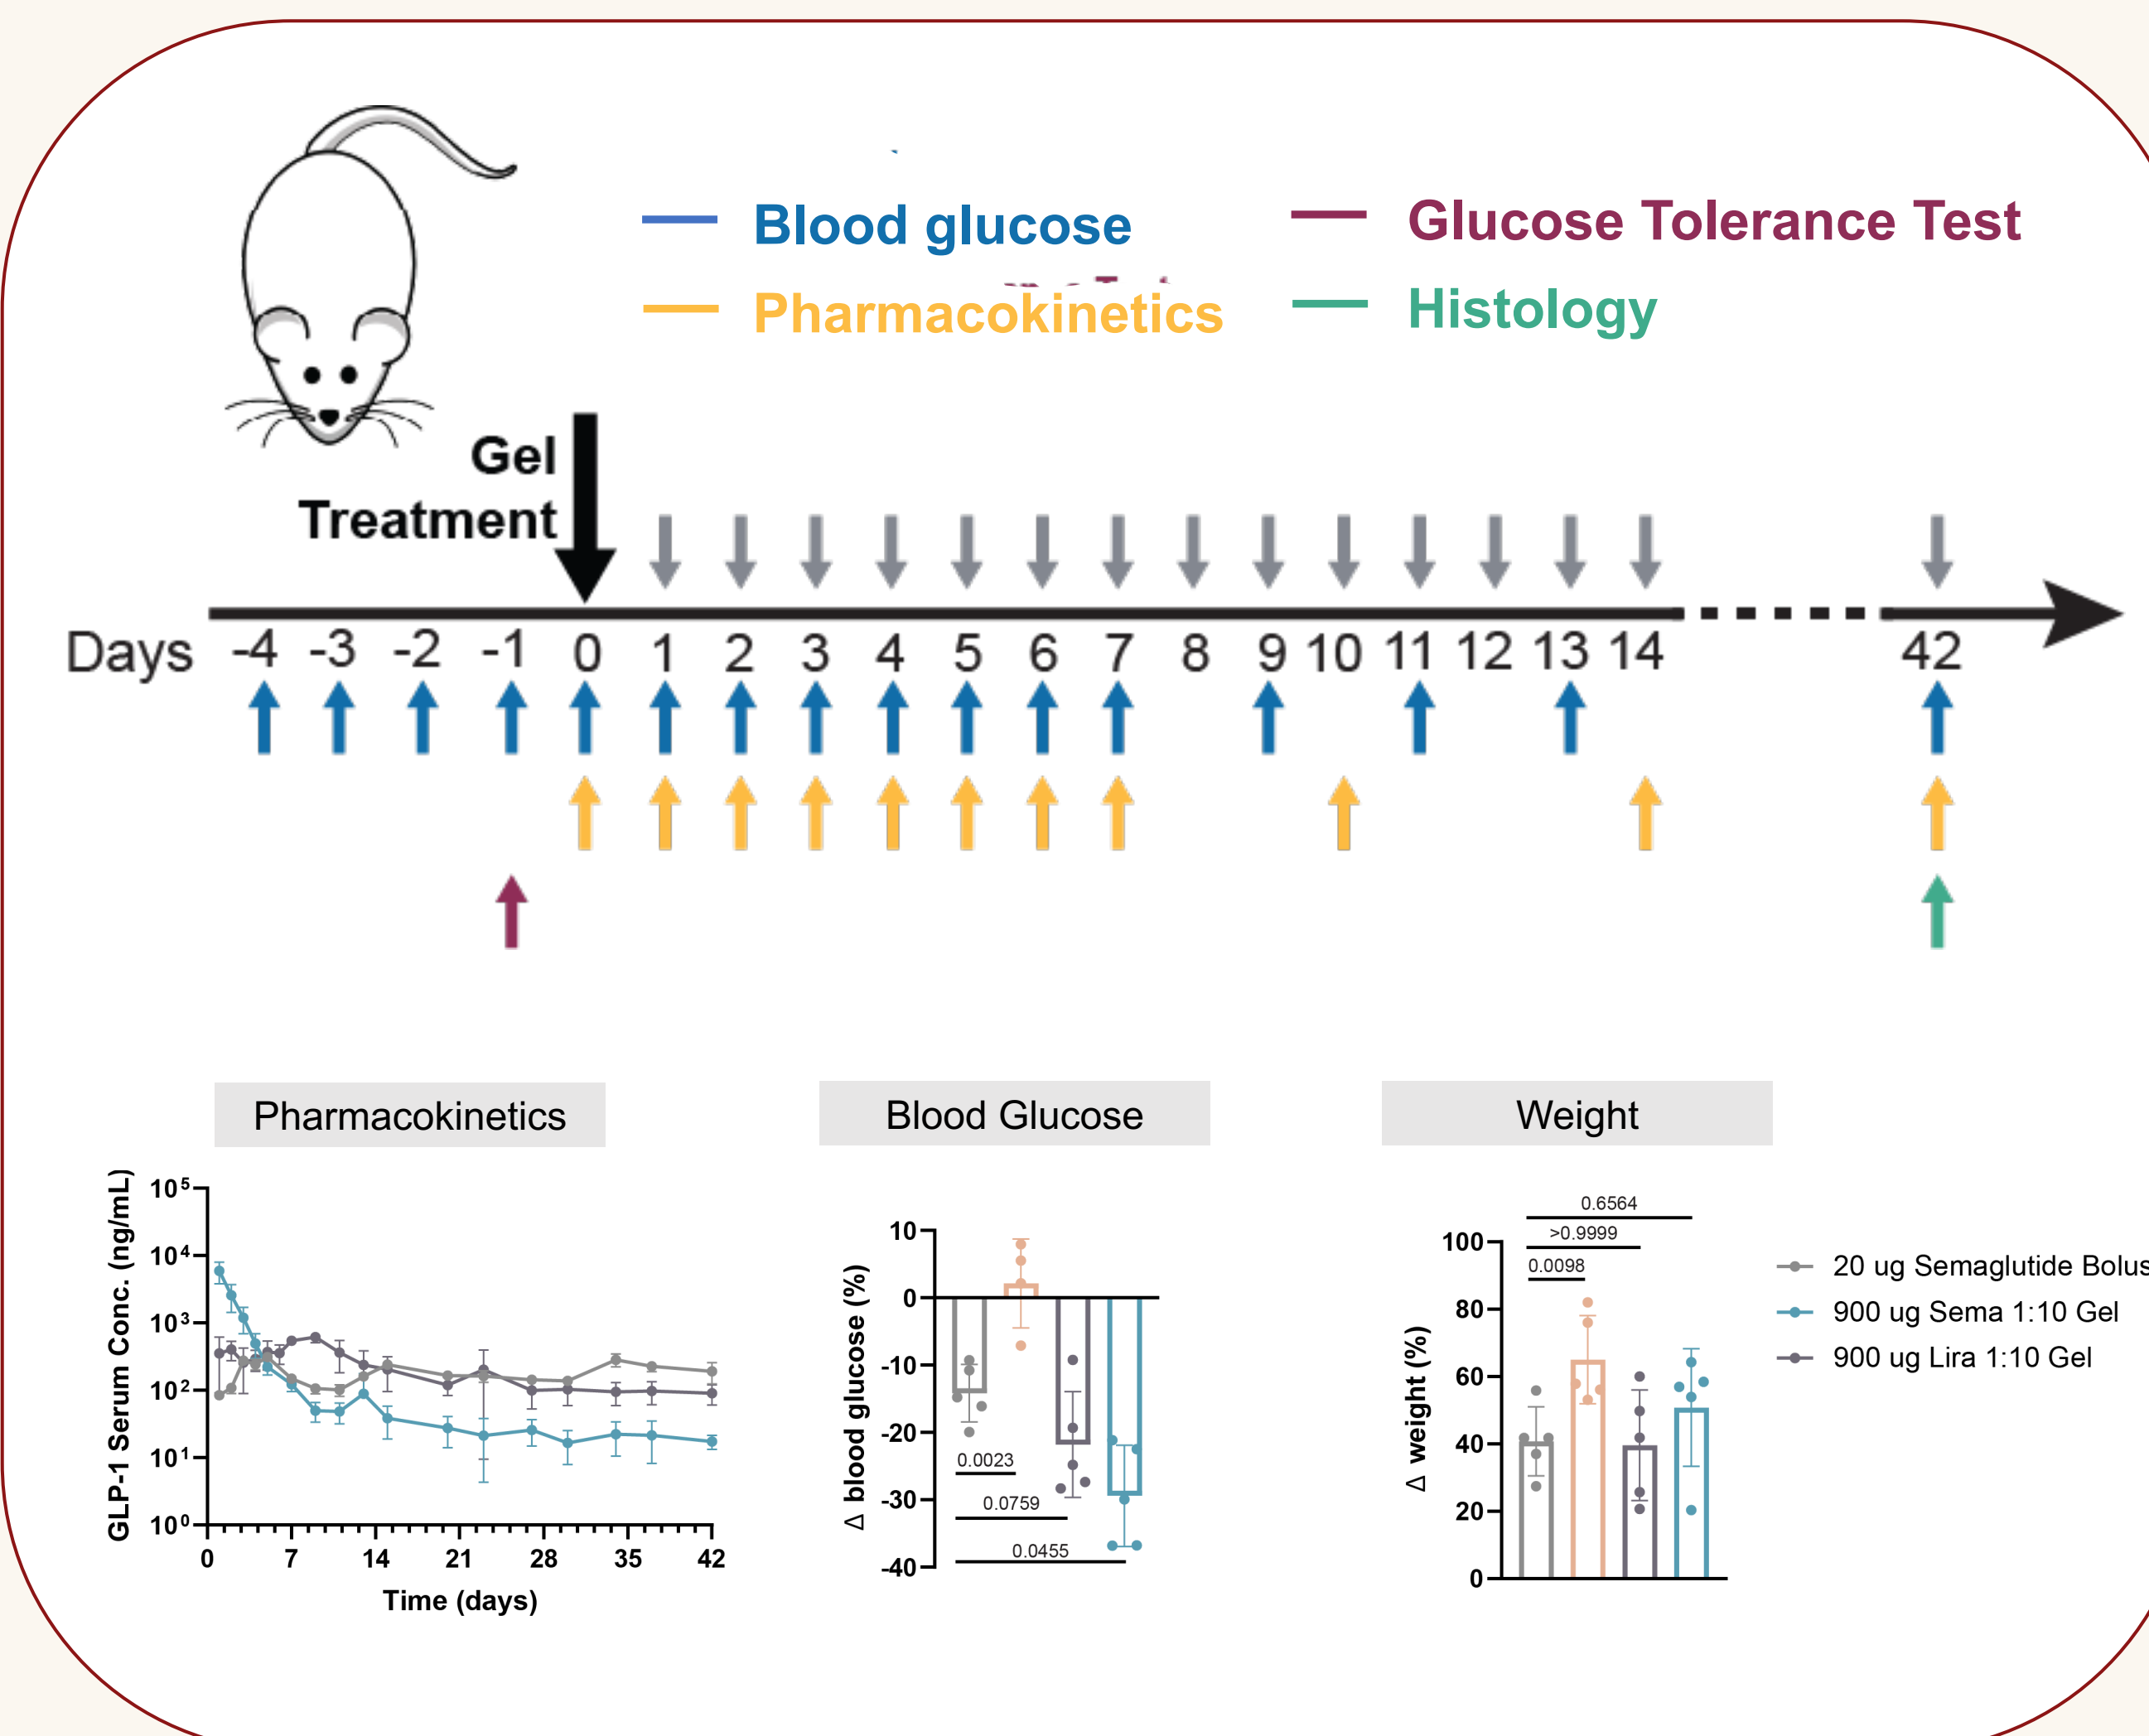 Blood glucose
Glucose Tolerance Test
Pharmacokinetics
Histology
Gel
Treatment
Days -4 -3 -2 -1 0 1 2 3 4 5 6 7 8 9 10 11 12 13 14 42
Pharmacokinetics
GLP-1 Serum Conc. (ng/mL)
10⁵
10⁴
10³
10²
10¹
10⁰
0 7 14 21 28 35 42
Time (days)
Blood Glucose
Δ blood glucose (%)
10
0
-10
-20
-30
-40
0.0023
0.0759
0.0455
Weight
Δ weight (%)
100
80
60
40
20
0
0.6564
>0.9999
0.0098
20 ug Semaglutide Bolus
900 ug Sema 1:10 Gel
900 ug Lira 1:10 Gel